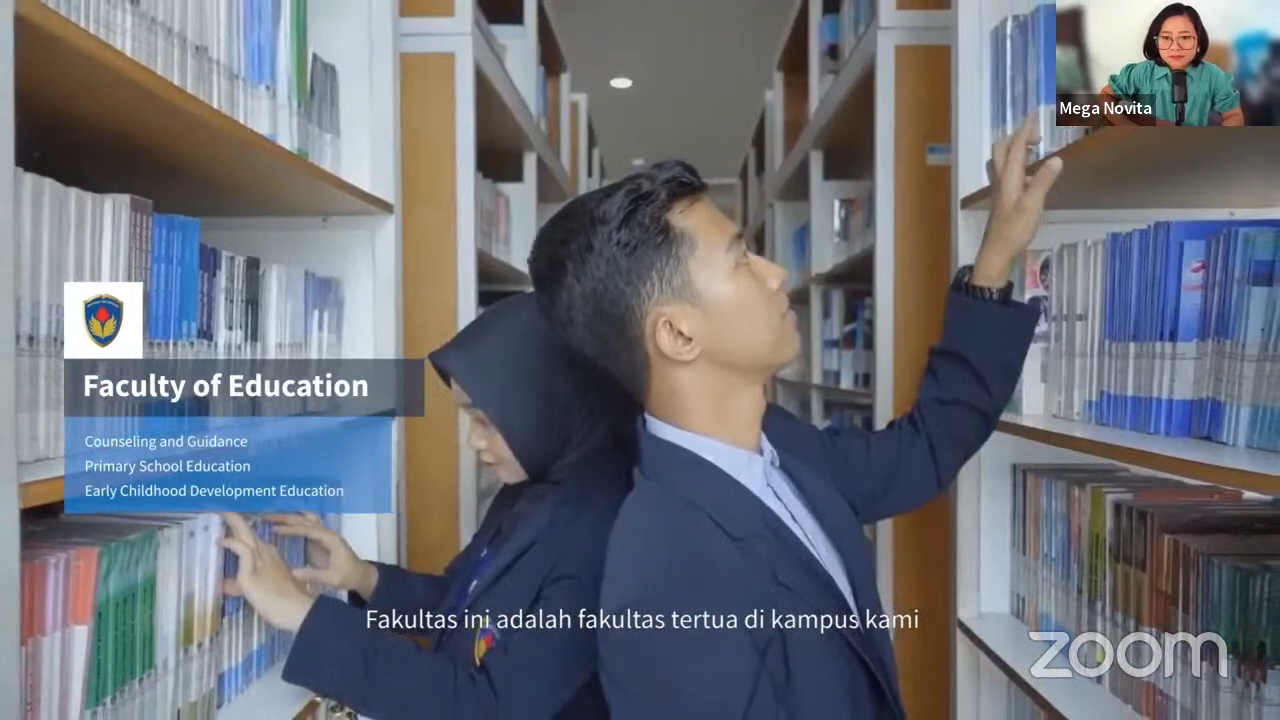 Mega Novita
Faculty of Education
Counseling and Guidance
Primary School Education
Early Childhood Development Education
Fakultas ini adalah fakultas tertua di kampus kami
zoom